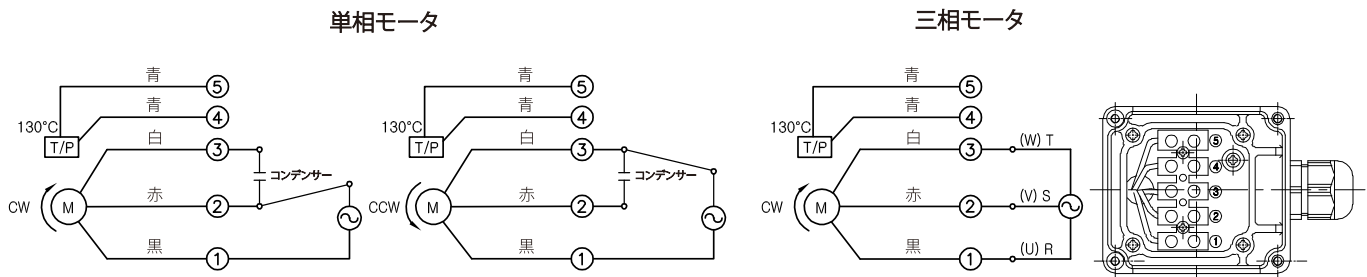 単相モータ
三相モータ
青 ⑤
青 ④
130°C
T/P
白 ③
コンデンサー
CW M 赤 ②
黒 ①
青 ⑤
青 ④
130°C
T/P
白 ③
コンデンサー
CCW M 赤 ②
黒 ①
青 ⑤
青 ④
130°C
T/P
白 ③ (W) T
CW M 赤 ② (V) S
黒 ① (U) R
⑤
④
③
②
①